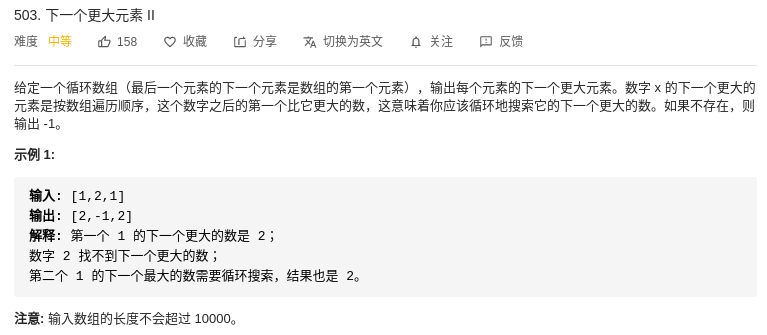 503. 下一个更大元素 II
难度 中等 158 收藏 分享 切换为英文 关注 反馈
给定一个循环数组（最后一个元素的下一个元素是数组的第一个元素），输出每个元素的下一个更大元素。数字 x 的下一个更大的
元素是按数组遍历顺序，这个数字之后的第一个比它更大的数，这意味着你应该循环地搜索它的下一个更大的数。如果不存在，则
输出 -1。
示例 1:
输入: [1,2,1]
输出: [2,-1,2]
解释: 第一个 1 的下一个更大的数是 2；
数字 2 找不到下一个更大的数；
第二个 1 的下一个最大的数需要循环搜索，结果也是 2。
注意: 输入数组的长度不会超过 10000。